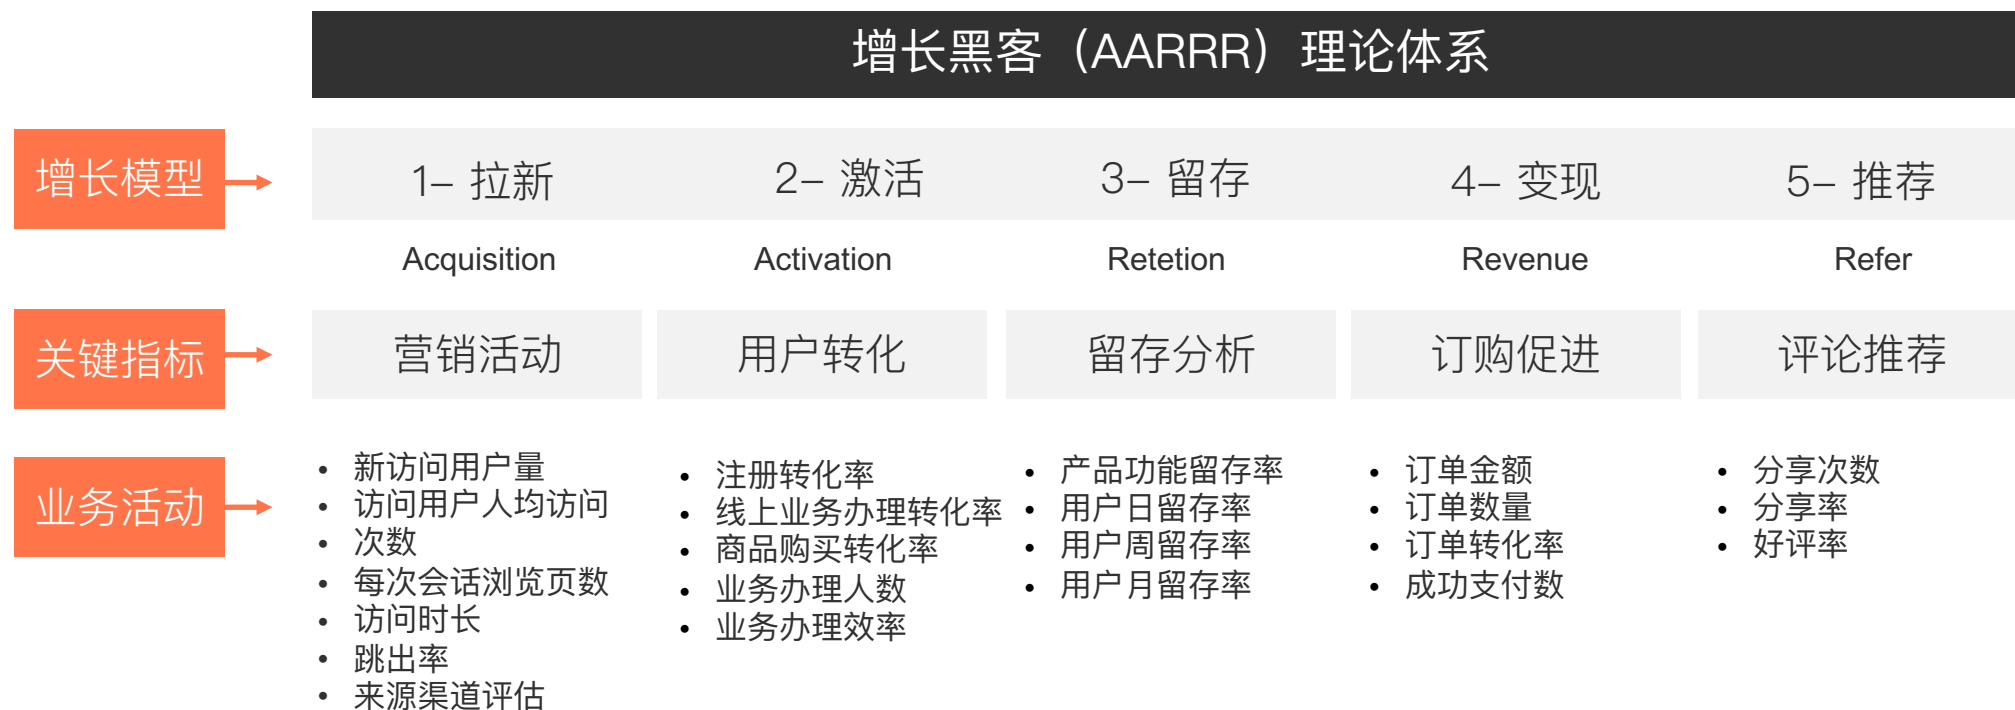 增长黑客（AARRR）理论体系
增长模型
1– 拉新
2– 激活
3– 留存
4– 变现
5– 推荐
Acquisition
Activation
Retetion
Revenue
Refer
关键指标
营销活动
用户转化
留存分析
订购促进
评论推荐
业务活动
• 新访问用户量
• 访问用户人均访问
• 次数
• 每次会话浏览页数
• 访问时长
• 跳出率
• 来源渠道评估
• 注册转化率
• 线上业务办理转化率
• 商品购买转化率
• 业务办理人数
• 业务办理效率
• 产品功能留存率
• 用户日留存率
• 用户周留存率
• 用户月留存率
• 订单金额
• 订单数量
• 订单转化率
• 成功支付数
• 分享次数
• 分享率
• 好评率